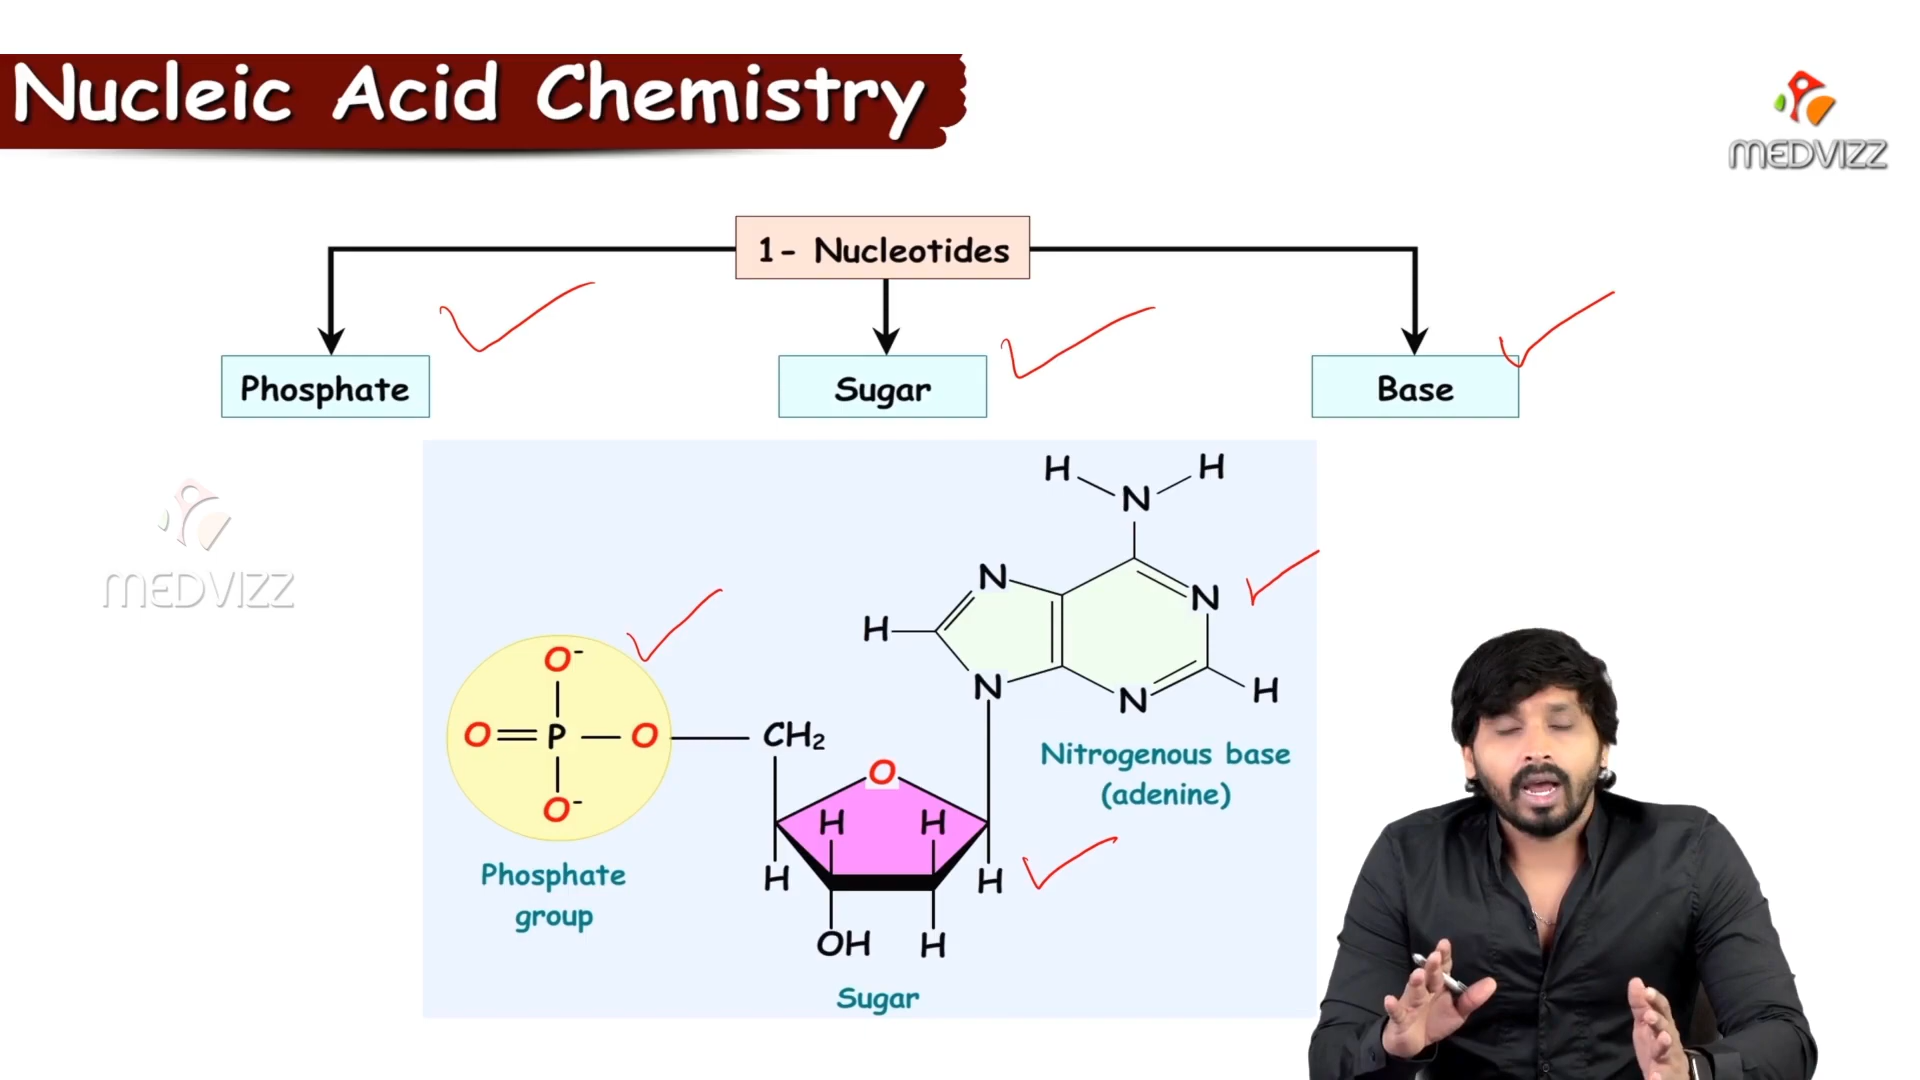 Nucleic Acid Chemistry
MEDVIZZ
1- Nucleotides
Phosphate
Sugar
Base
MEDVIZZ
H
H
N
N
N
H
N
N
H
O-
O
P
O
O-
CH2
O
H
H
H
H
OH
H
Nitrogenous base
(adenine)
Phosphate
group
Sugar